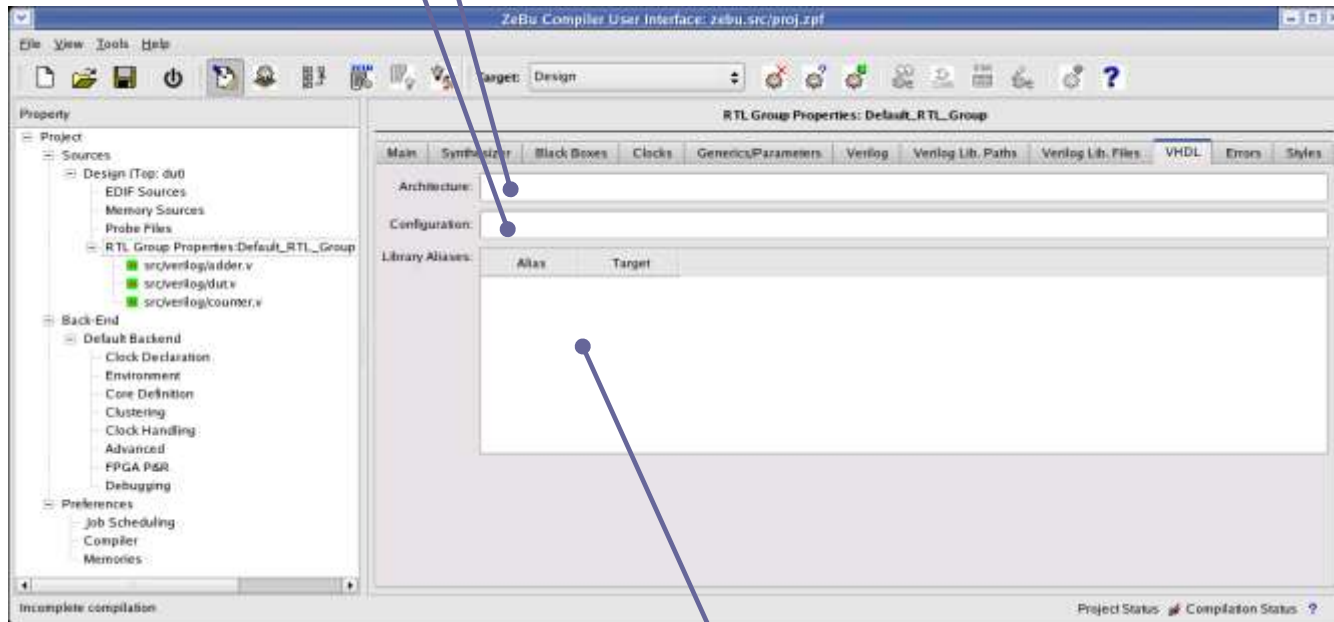 ZeBu Compiler User Interface: zebu.src/proj.zpf
File View Tools Help
Target: Design
Property
RTL Group Properties: Default_RTL_Group
Project
Sources
Design (Top: dut)
EDIF Sources
Memory Sources
Probe Files
RTL Group Properties:Default_RTL_Group
src/verilog/adder.v
src/verilog/dut.v
src/verilog/counter.v
Back-End
Default Backend
Clock Declaration
Environment
Core Definition
Clustering
Clock Handling
Advanced
FPGA P&R
Debugging
Preferences
Job Scheduling
Compiler
Memories
Main Synthesizer Black Boxes Clocks Generics/Parameters Verilog Verilog Lib. Paths Verilog Lib. Files VHDL Errors Styles
Architecture:
Configuration:
Library Aliases:
Alias Target
Incomplete compilation
Project Status Compilation Status ?